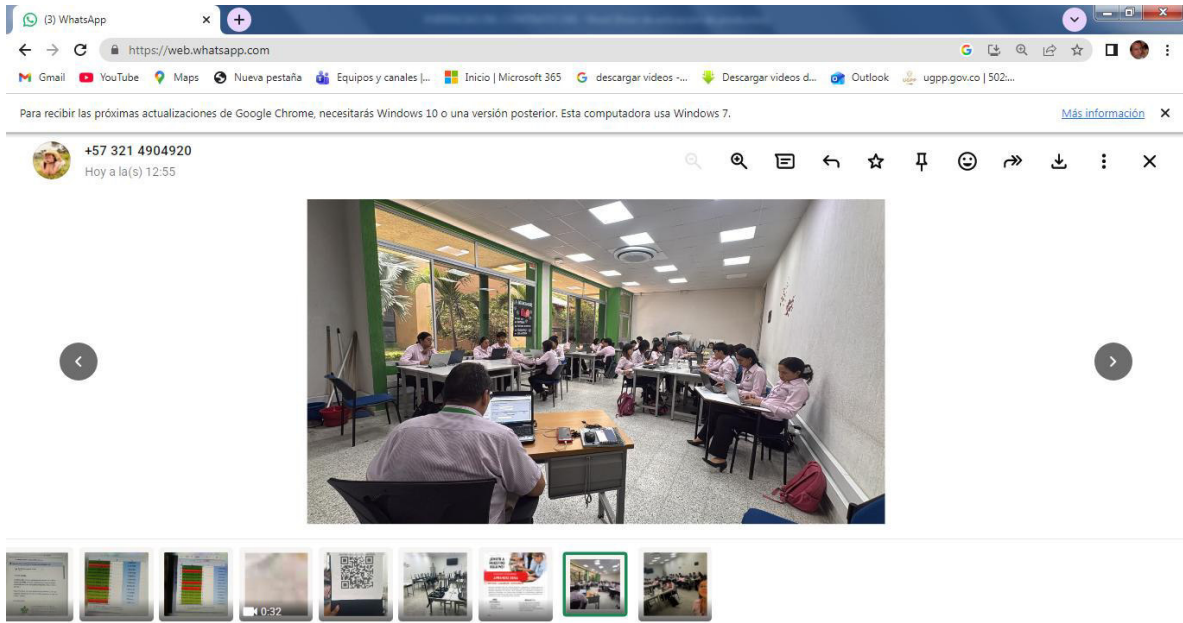 (3) WhatsApp
https://web.whatsapp.com
Gmail YouTube Maps Nueva pestaña Equipos y canales |... Inicio | Microsoft 365 descargar videos -... Descargar videos d... Outlook ugpp.gov.co | 502:...
Para recibir las próximas actualizaciones de Google Chrome, necesitarás Windows 10 o una versión posterior. Esta computadora usa Windows 7. Más información
+57 321 4904920
Hoy a la(s) 12:55
0:32